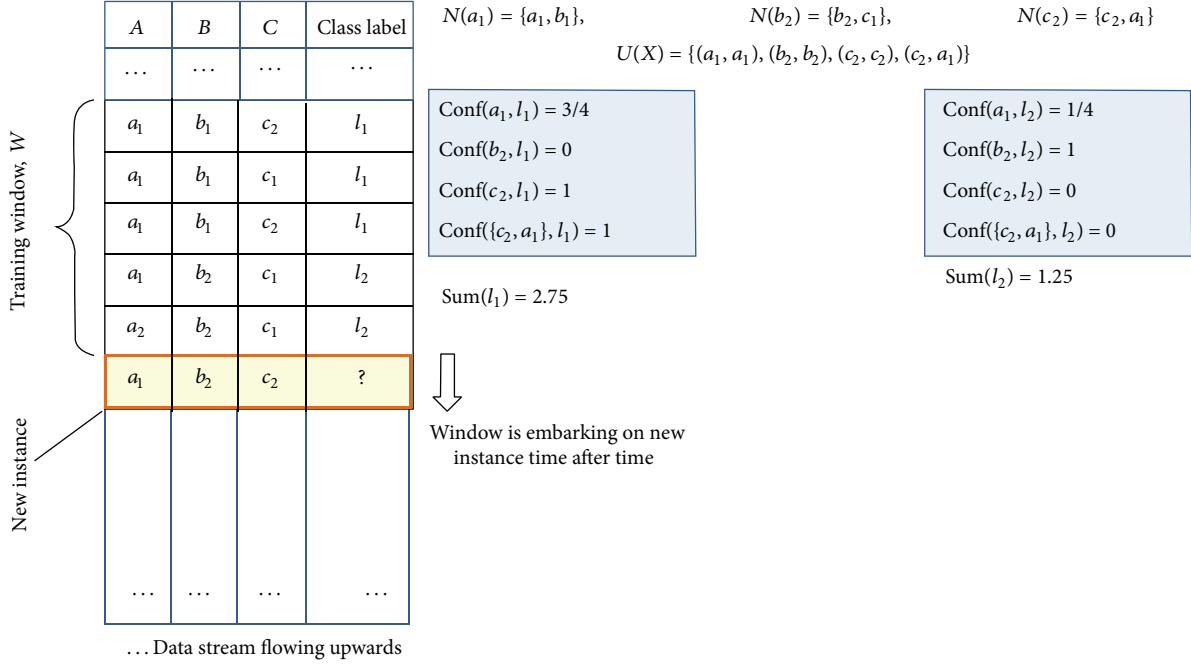 A B C Class label
… … … …
a₁ b₁ c₂ l₁
a₁ b₁ c₁ l₁
a₁ b₁ c₂ l₁
a₁ b₂ c₁ l₂
a₂ b₂ c₁ l₂
a₁ b₂ c₂ ?
… … … …
… Data stream flowing upwards
Training window, W
New instance
N(a₁) = {a₁, b₁}, N(b₂) = {b₂, c₁}, N(c₂) = {c₂, a₁}
U(X) = {(a₁, a₁), (b₂, b₂), (c₂, c₂), (c₂, a₁)}
Conf(a₁, l₁) = 3/4
Conf(b₂, l₁) = 0
Conf(c₂, l₁) = 1
Conf({c₂, a₁}, l₁) = 1
Sum(l₁) = 2.75
Conf(a₁, l₂) = 1/4
Conf(b₂, l₂) = 1
Conf(c₂, l₂) = 0
Conf({c₂, a₁}, l₂) = 0
Sum(l₂) = 1.25
Window is embarking on new
instance time after time